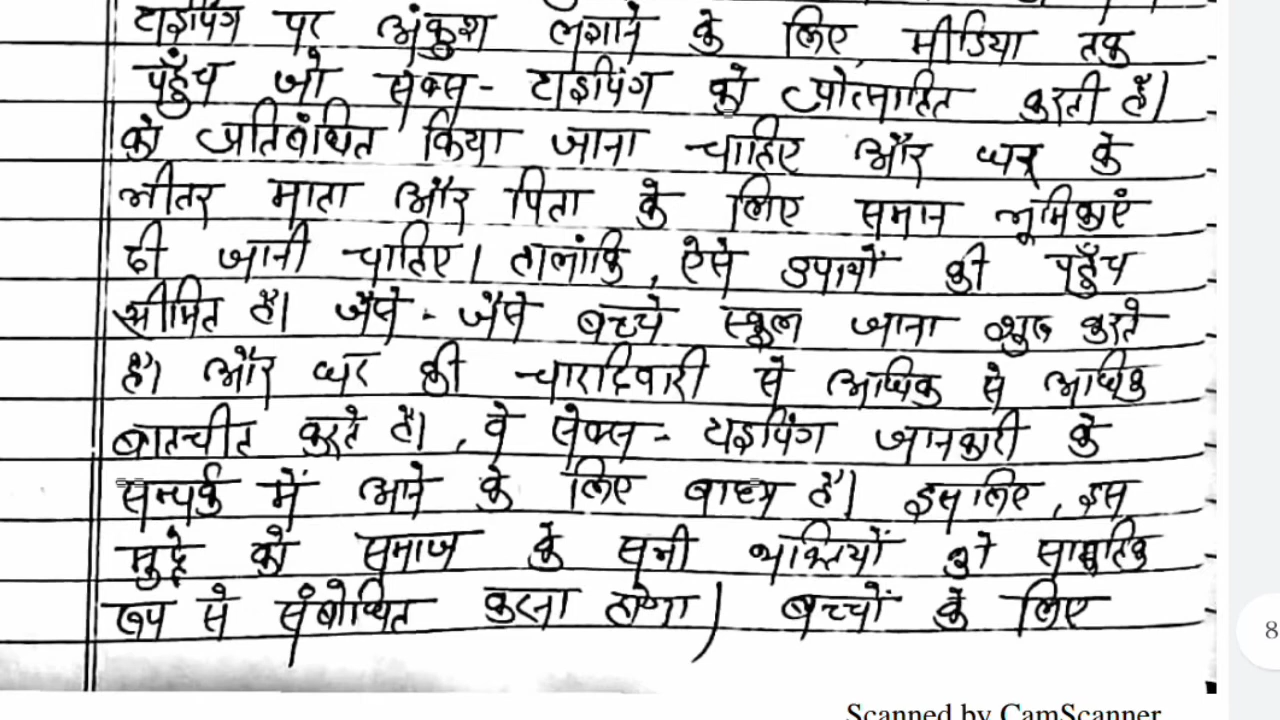 टाइपिंग पर अंकुश लगाने के लिए, मीडिया तक
पहुँच जो सेक्स- टाइपिंग को प्रोत्साहित करती है।
को प्रतिबंधित किया जाना चाहिए और घर के
भीतर माता और पिता के लिए समान भूमिकाएं
दी जानी चाहिए। हालांकि, ऐसे उपायों की पहुँच
सीमित है। जैसे - जैसे बच्चे स्कूल जाना शुरू करते
है। और घर की चारदिवारी से अधिक से अधिक
बातचीत करते है।, वे सेक्स- टाइपिंग जानकारी के
सम्पर्क में आने के लिए बाध्य है। इसलिए, इस
मुद्दे को समाज के सभी व्यक्तियों को सामूहिक
रूप से संबोधित करना होगा। बच्चों के लिए
8
Scanned by CamScanner